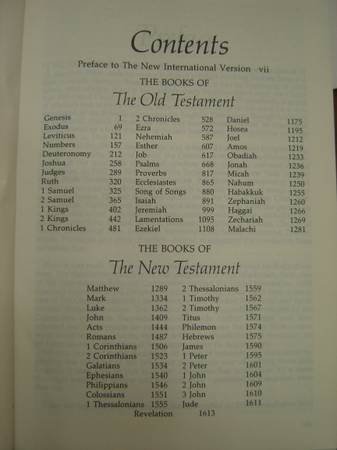 Contents
Preface to The New International Version vii
THE BOOKS OF
The Old Testament
Genesis 1
Exodus 69
Leviticus 121
Numbers 157
Deuteronomy 212
Joshua 258
Judges 289
Ruth 320
1 Samuel 325
2 Samuel 365
1 Kings 402
2 Kings 442
1 Chronicles 481
2 Chronicles 528
Ezra 572
Nehemiah 587
Esther 607
Job 617
Psalms 668
Proverbs 817
Ecclesiastes 865
Song of Songs 880
Isaiah 891
Jeremiah 999
Lamentations 1095
Ezekiel 1108
Daniel 1175
Hosea 1195
Joel 1212
Amos 1219
Obadiah 1233
Jonah 1236
Micah 1239
Nahum 1250
Habakkuk 1255
Zephaniah 1260
Haggai 1266
Zechariah 1269
Malachi 1281
THE BOOKS OF
The New Testament
Matthew 1289
Mark 1334
Luke 1362
John 1409
Acts 1444
Romans 1487
1 Corinthians 1506
2 Corinthians 1523
Galatians 1534
Ephesians 1540
Philippians 1546
Colossians 1551
1 Thessalonians 1555
2 Thessalonians 1559
1 Timothy 1562
2 Timothy 1567
Titus 1571
Philemon 1574
Hebrews 1575
James 1590
1 Peter 1595
2 Peter 1601
1 John 1604
2 John 1609
3 John 1610
Jude 1611
Revelation 1613